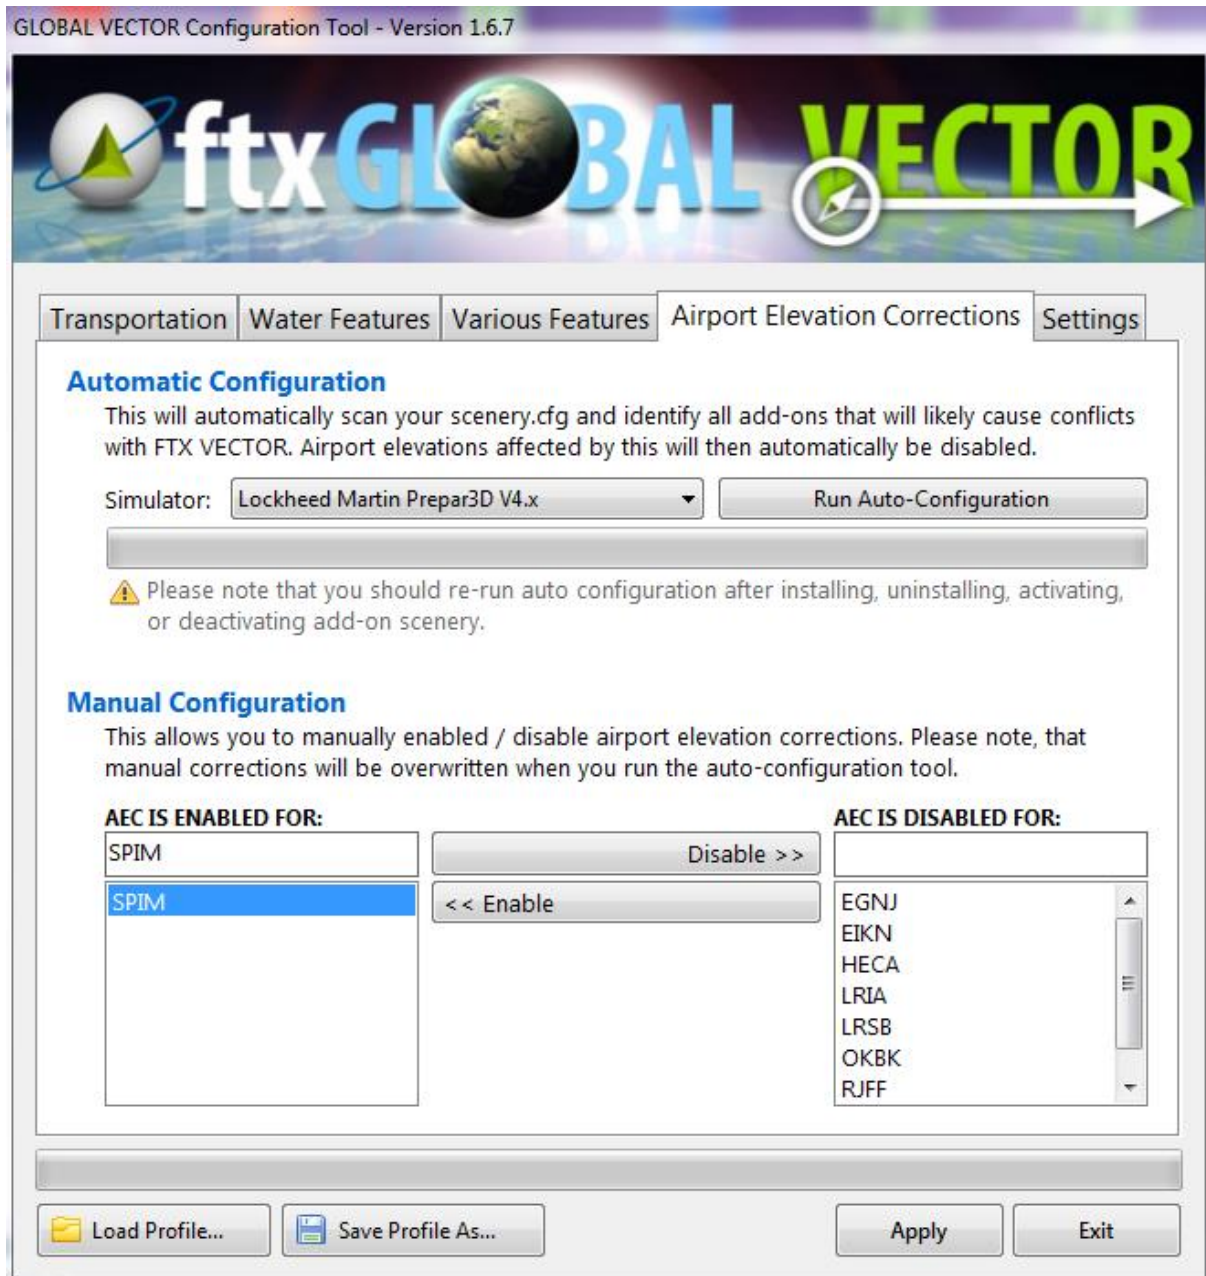 GLOBAL VECTOR Configuration Tool - Version 1.6.7
ftx GLOBAL VECTOR
Transportation Water Features Various Features Airport Elevation Corrections Settings
Automatic Configuration
This will automatically scan your scenery.cfg and identify all add-ons that will likely cause conflicts
with FTX VECTOR. Airport elevations affected by this will then automatically be disabled.
Simulator: Lockheed Martin Prepar3D V4.x Run Auto-Configuration
Please note that you should re-run auto configuration after installing, uninstalling, activating,
or deactivating add-on scenery.
Manual Configuration
This allows you to manually enabled / disable airport elevation corrections. Please note, that
manual corrections will be overwritten when you run the auto-configuration tool.
AEC IS ENABLED FOR: AEC IS DISABLED FOR:
SPIM Disable >>
SPIM << Enable EGNJ
EIKN
HECA
LRIA
LRSB
OKBK
RJFF
Load Profile... Save Profile As... Apply Exit